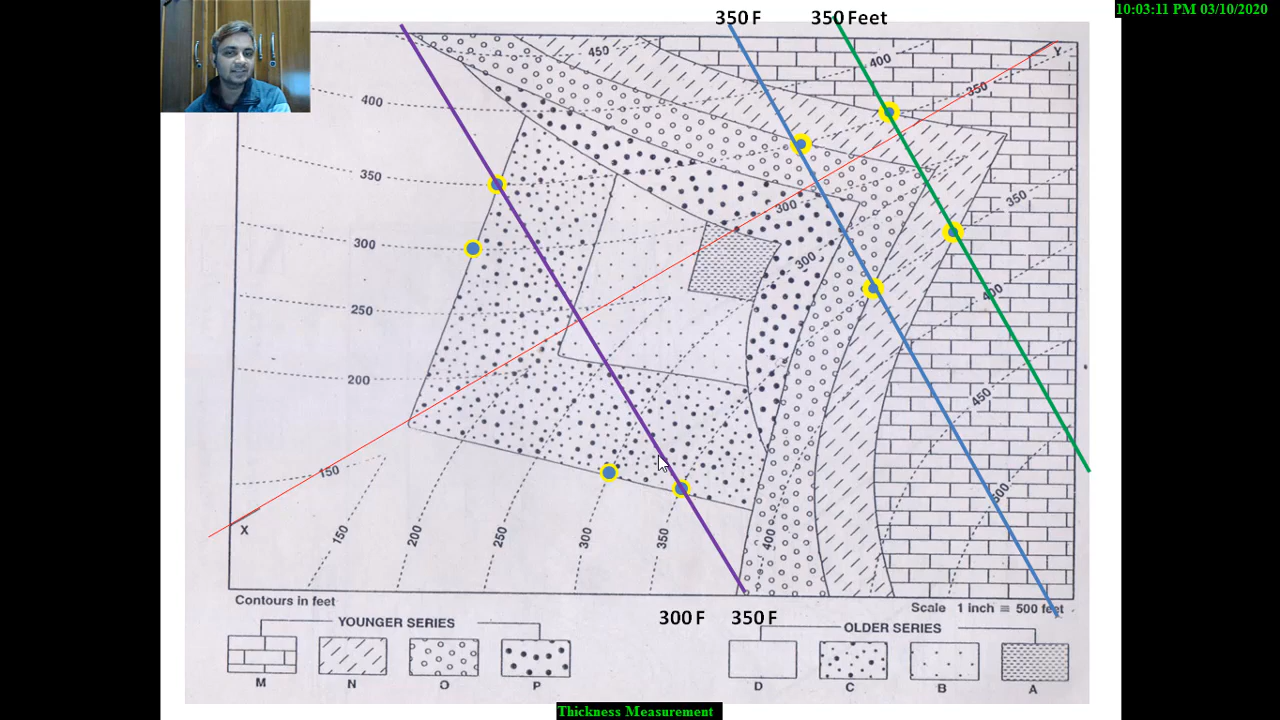 10:03:11 PM 03/10/2020
350 F
350 Feet
450
400
Y
350
400
350
300
350
300
300
400
250
200
450
150
500
X
150
200
250
300
350
400
Contours in feet
Scale 1 inch ≡ 500 feet
300 F
350 F
YOUNGER SERIES
OLDER SERIES
M
N
O
P
D
C
B
A
Thickness Measurement